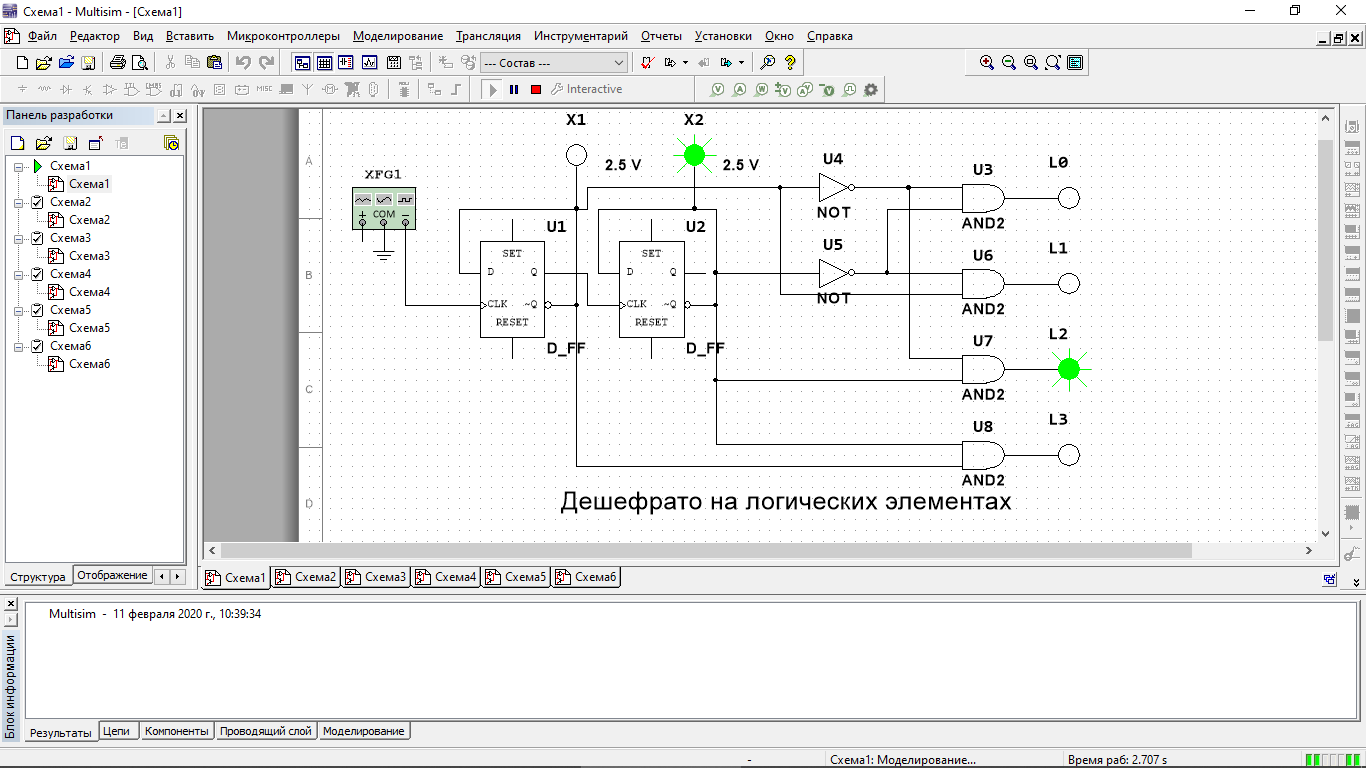 Схема1 - Multisim - [Схема1]
Файл Редактор Вид Вставить Микроконтроллеры Моделирование Трансляция Инструментарий Отчеты Установки Окно Справка
--- Состав ---
Interactive
Панель разработки
Схема1
Схема1
Схема2
Схема2
Схема3
Схема3
Схема4
Схема4
Схема5
Схема5
Схема6
Схема6
Структура Отображение
A
B
C
D
X1 X2
2.5 V 2.5 V
XFG1
COM
U1
SET
D Q
CLK ~Q
RESET
D_FF
U2
SET
D Q
CLK ~Q
RESET
D_FF
U4
NOT
U5
NOT
U3
AND2
L0
U6
AND2
L1
U7
AND2
L2
U8
AND2
L3
Дешефрато на логических элементах
Схема1 Схема2 Схема3 Схема4 Схема5 Схема6
Блок информации
Multisim - 11 февраля 2020 г., 10:39:34
Результаты Цепи Компоненты Проводящий слой Моделирование
- Схема1: Моделирование... Время раб: 2.707 s